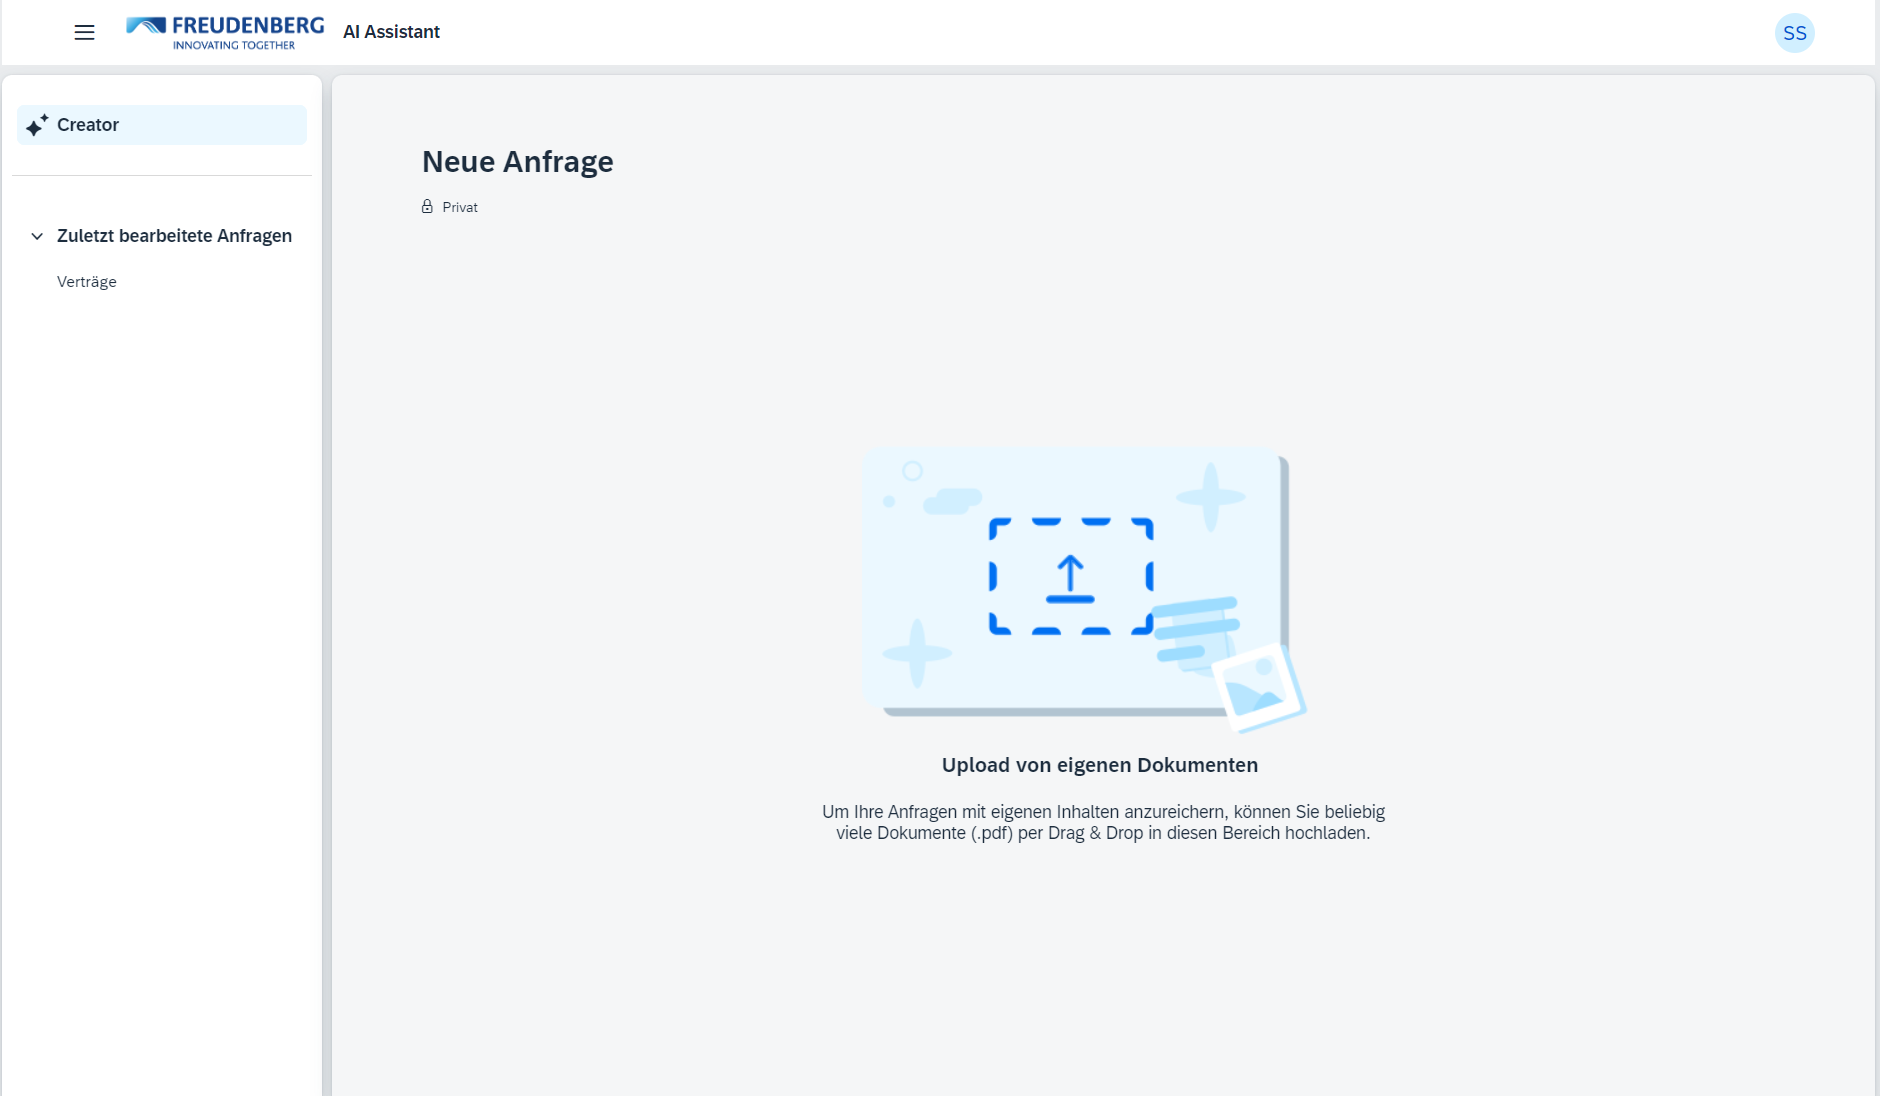 FREUDENBERG
INNOVATING TOGETHER
AI Assistant
SS
Creator
Zuletzt bearbeitete Anfragen
Verträge
Neue Anfrage
Privat
Upload von eigenen Dokumenten
Um Ihre Anfragen mit eigenen Inhalten anzureichern, können Sie beliebig
viele Dokumente (.pdf) per Drag & Drop in diesen Bereich hochladen.